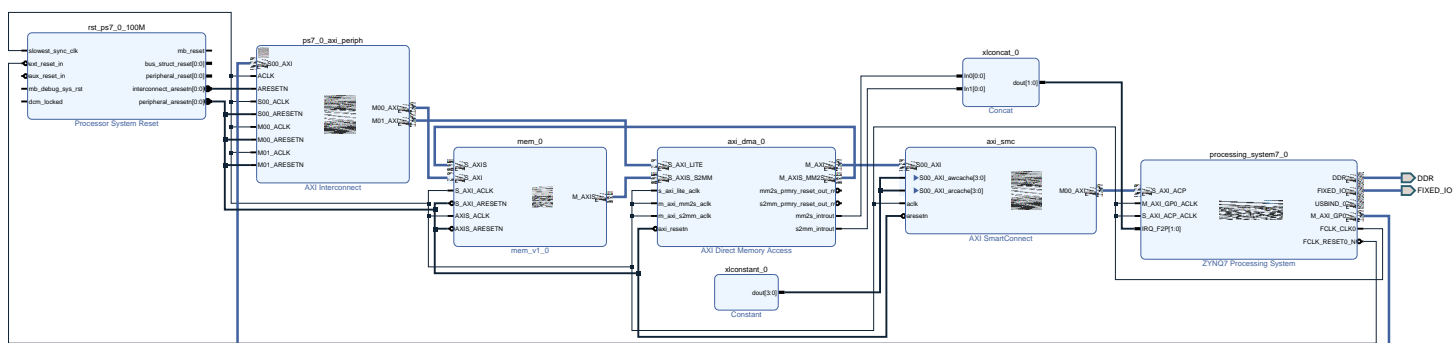 rst_ps7_0_100M
slowest_sync_clk
ext_reset_in
aux_reset_in
mb_debug_sys_rst
dcm_locked
mb_reset
bus_struct_reset[0:0]
peripheral_reset[0:0]
interconnect_aresetn[0:0]
peripheral_aresetn[0:0]
Processor System Reset
ps7_0_axi_periph
S00_AXI
ACLK
ARESETN
S00_ACLK
S00_ARESETN
M00_ACLK
M00_ARESETN
M01_ACLK
M01_ARESETN
M00_AXI
M01_AXI
AXI Interconnect
mem_0
S_AXIS
S_AXI
S_AXI_ACLK
S_AXI_ARESETN
AXIS_ACLK
AXIS_ARESETN
M_AXIS
mem_v1_0
axi_dma_0
S_AXI_LITE
S_AXIS_S2MM
s_axi_lite_aclk
m_axi_mm2s_aclk
m_axi_s2mm_aclk
axi_resetn
M_AXI
M_AXIS_MM2S
mm2s_prmry_reset_out_n
s2mm_prmry_reset_out_n
mm2s_introut
s2mm_introut
AXI Direct Memory Access
xlconstant_0
dout[3:0]
Constant
xlconcat_0
In0[0:0]
In1[0:0]
dout[1:0]
Concat
axi_smc
S00_AXI
S00_AXI_awcache[3:0]
S00_AXI_arcache[3:0]
aclk
aresetn
M00_AXI
AXI SmartConnect
processing_system7_0
S_AXI_ACP
M_AXI_GP0_ACLK
S_AXI_ACP_ACLK
IRQ_F2P[1:0]
DDR
FIXED_IO
USBIND_0
M_AXI_GP0
FCLK_CLK0
FCLK_RESET0_N
ZYNQ7 Processing System
DDR
FIXED_IO